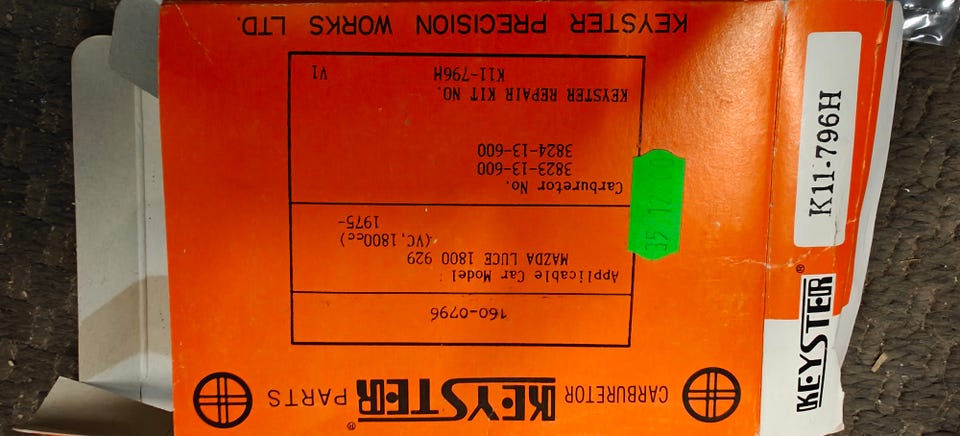 CARBURETOR KEYSTER® PARTS
160-0796
Applicable Car Model:
MAZDA LUCE 1800 929
(VC,1800cc)
1975-
Carburetor No.
3823-13-600
3824-13-600
KEYSTER REPAIR KIT NO.
K11-796H
V1
KEYSTER PRECISION WORKS LTD.
KEYSTER®
K11-796H